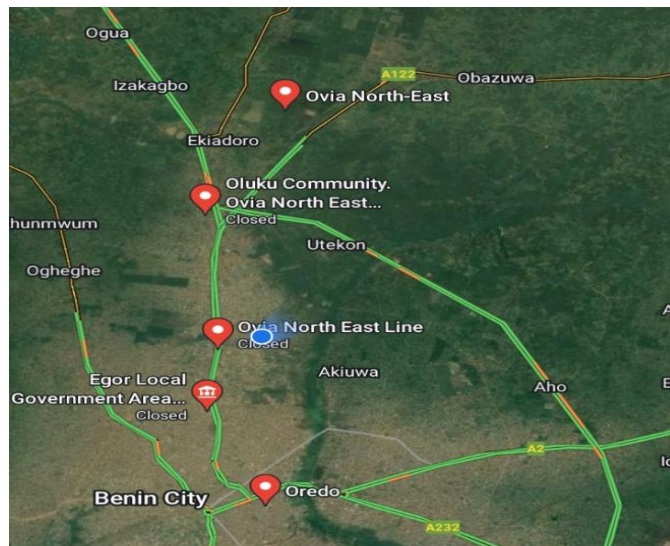 Ogua
Izakagbo
A122
Obazuwa
Ovia North-East
Ekiadoro
Oluku Community.
Ovia North East...
Closed
hunmwum
Utekon
Ogheghe
Ovia North East Line
Closed
Akiuwa
Egor Local
Government Area...
Closed
Aho
A2
Benin City
Oredo
A232